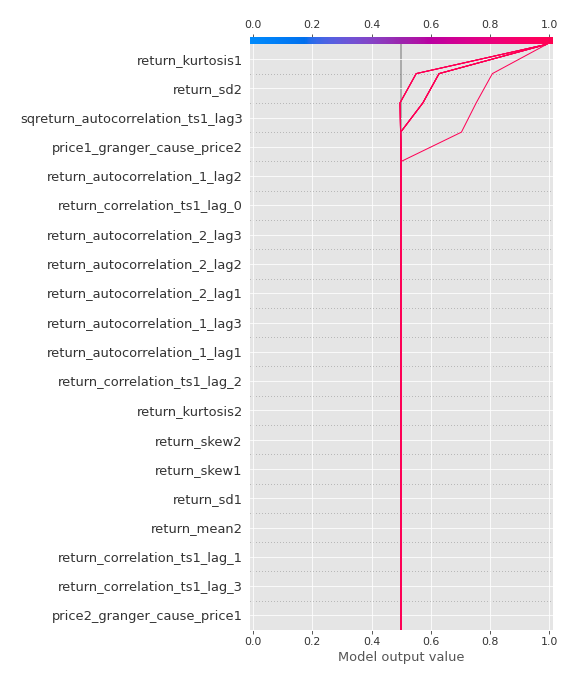 0.0 0.2 0.4 0.6 0.8 1.0
return_kurtosis1
return_sd2
sqreturn_autocorrelation_ts1_lag3
price1_granger_cause_price2
return_autocorrelation_1_lag2
return_correlation_ts1_lag_0
return_autocorrelation_2_lag3
return_autocorrelation_2_lag2
return_autocorrelation_2_lag1
return_autocorrelation_1_lag3
return_autocorrelation_1_lag1
return_correlation_ts1_lag_2
return_kurtosis2
return_skew2
return_skew1
return_sd1
return_mean2
return_correlation_ts1_lag_1
return_correlation_ts1_lag_3
price2_granger_cause_price1
0.0 0.2 0.4 0.6 0.8 1.0
Model output value